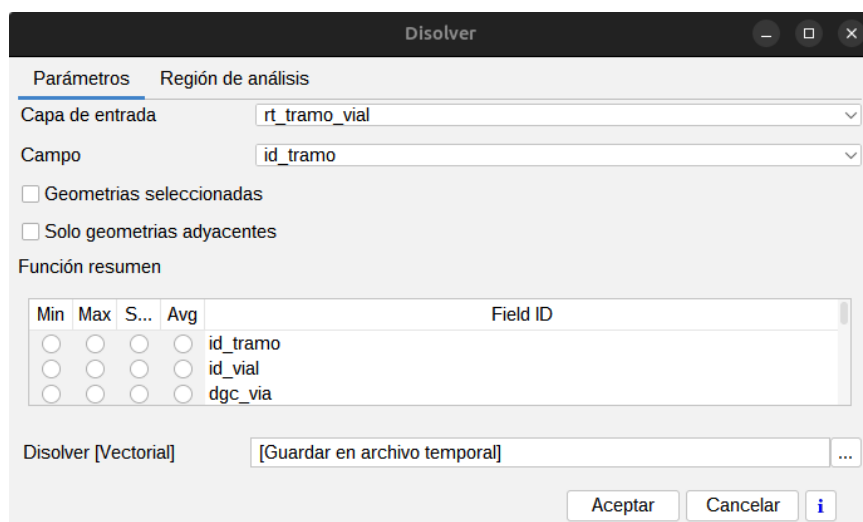 Disolver
Parámetros Región de análisis
Capa de entrada rt_tramo_vial
Campo id_tramo
Geometrias seleccionadas
Solo geometrias adyacentes
Función resumen
Min Max S... Avg Field ID
id_tramo
id_vial
dgc_via
Disolver [Vectorial] [Guardar en archivo temporal] ...
Aceptar Cancelar i